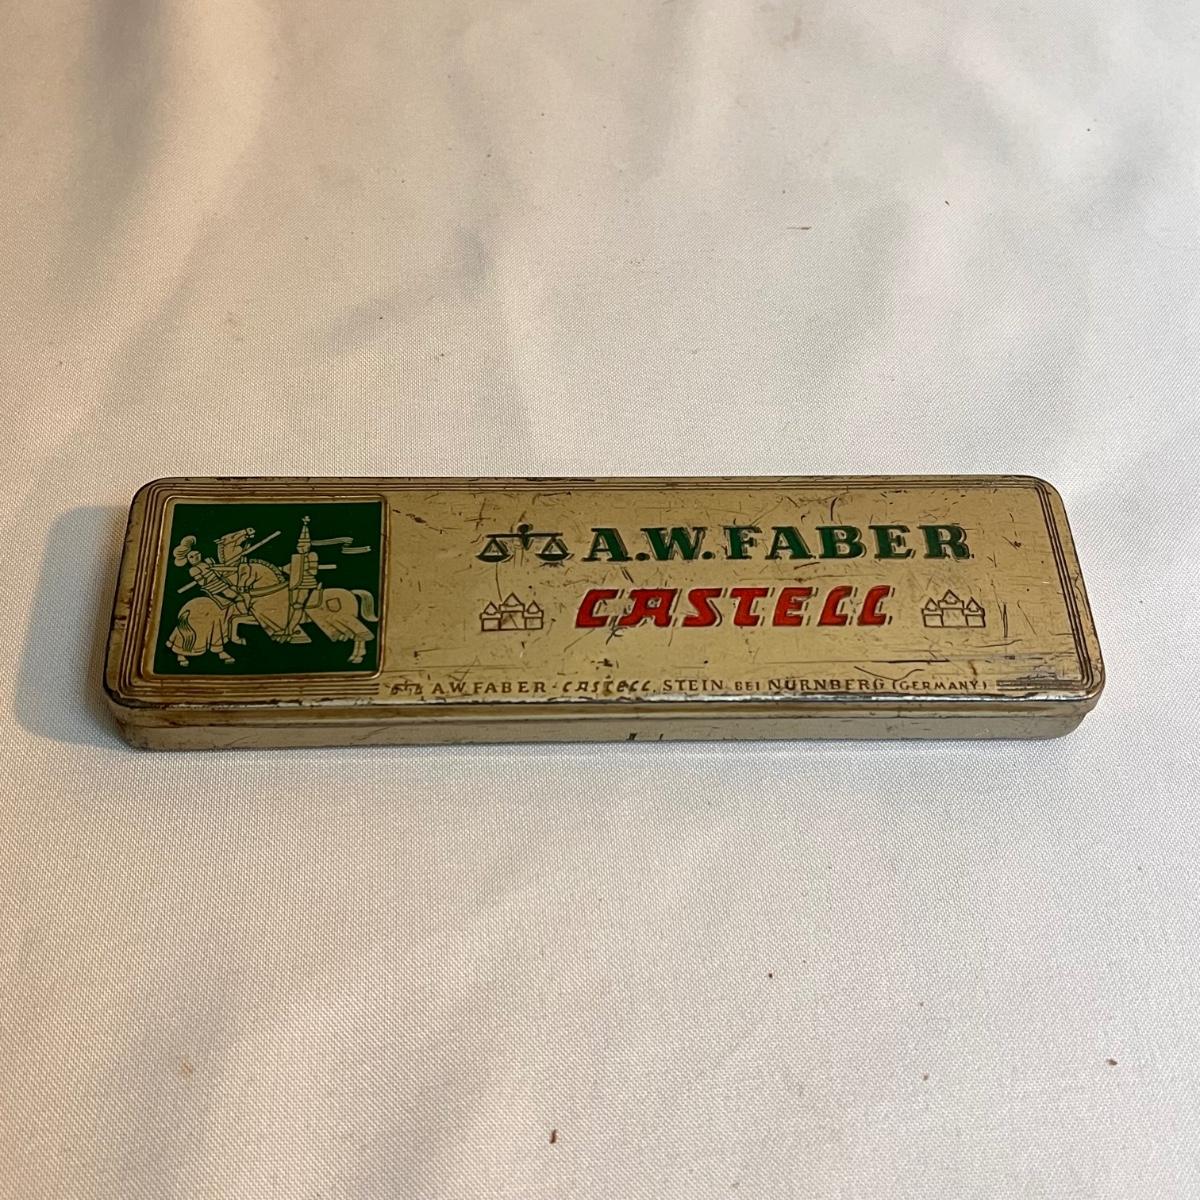 A.W.FABER
CASTELL
A.W.FABER-CASTELL, STEIN BEI NÜRNBERG (GERMANY)